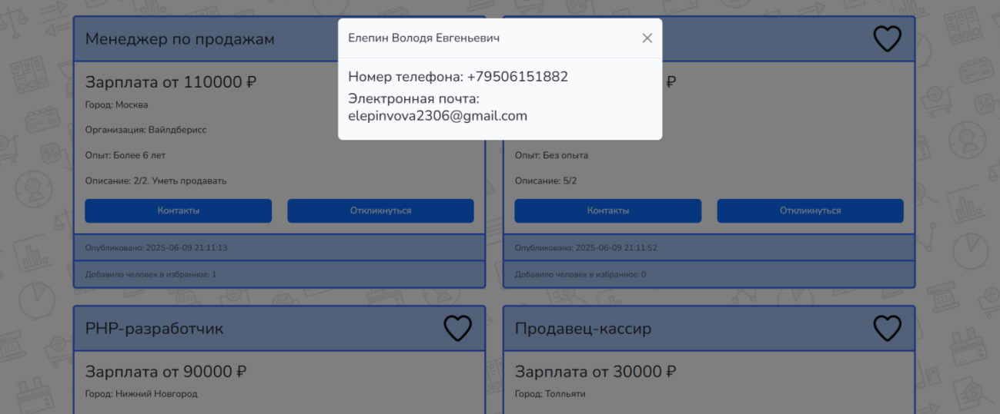 Менеджер по продажам
Зарплата от 110000 ₽
Город: Москва
Организация: Вайлдберисс
Опыт: Более 6 лет
Описание: 2/2. Уметь продавать
Контакты
Откликнуться
Опубликовано: 2025-06-09 21:11:13
Добавило человек в избранное: 1
Елепин Володя Евгеньевич
Номер телефона: +79506151882
Электронная почта:
elepinvova2306@gmail.com
₽
Опыт: Без опыта
Описание: 5/2
Контакты
Откликнуться
Опубликовано: 2025-06-09 21:11:52
Добавило человек в избранное: 0
PHP-разработчик
Зарплата от 90000 ₽
Город: Нижний Новгород
Продавец-кассир
Зарплата от 30000 ₽
Город: Толльяти